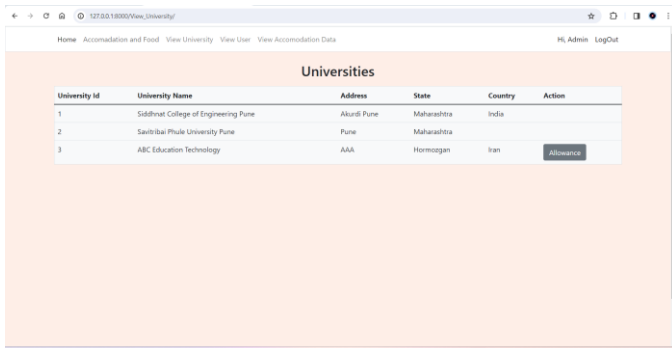 127.0.0.1:8000/View_University/
Home Accomadation and Food View University View User View Accomodation Data Hi, Admin LogOut
Universities
University Id University Name Address State Country Action
1 Siddhnat College of Engineering Pune Akurdi Pune Maharashtra India
2 Savitribai Phule University Pune Pune Maharashtra
3 ABC Education Technology AAA Hormozgan Iran Allowance